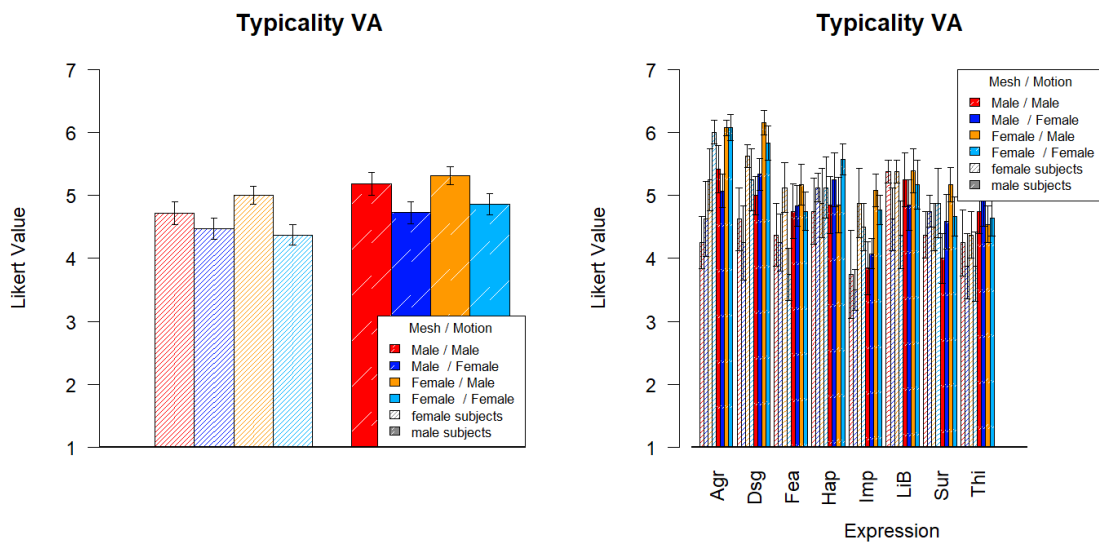 Typicality VA
Likert Value
7
6
5
4
3
2
1
Mesh / Motion
Male / Male
Male / Female
Female / Male
Female / Female
female subjects
male subjects
Typicality VA
Likert Value
7
6
5
4
3
2
1
Mesh / Motion
Male / Male
Male / Female
Female / Male
Female / Female
female subjects
male subjects
Agr
Dsg
Fea
Hap
Imp
LiB
Sur
Thi
Expression